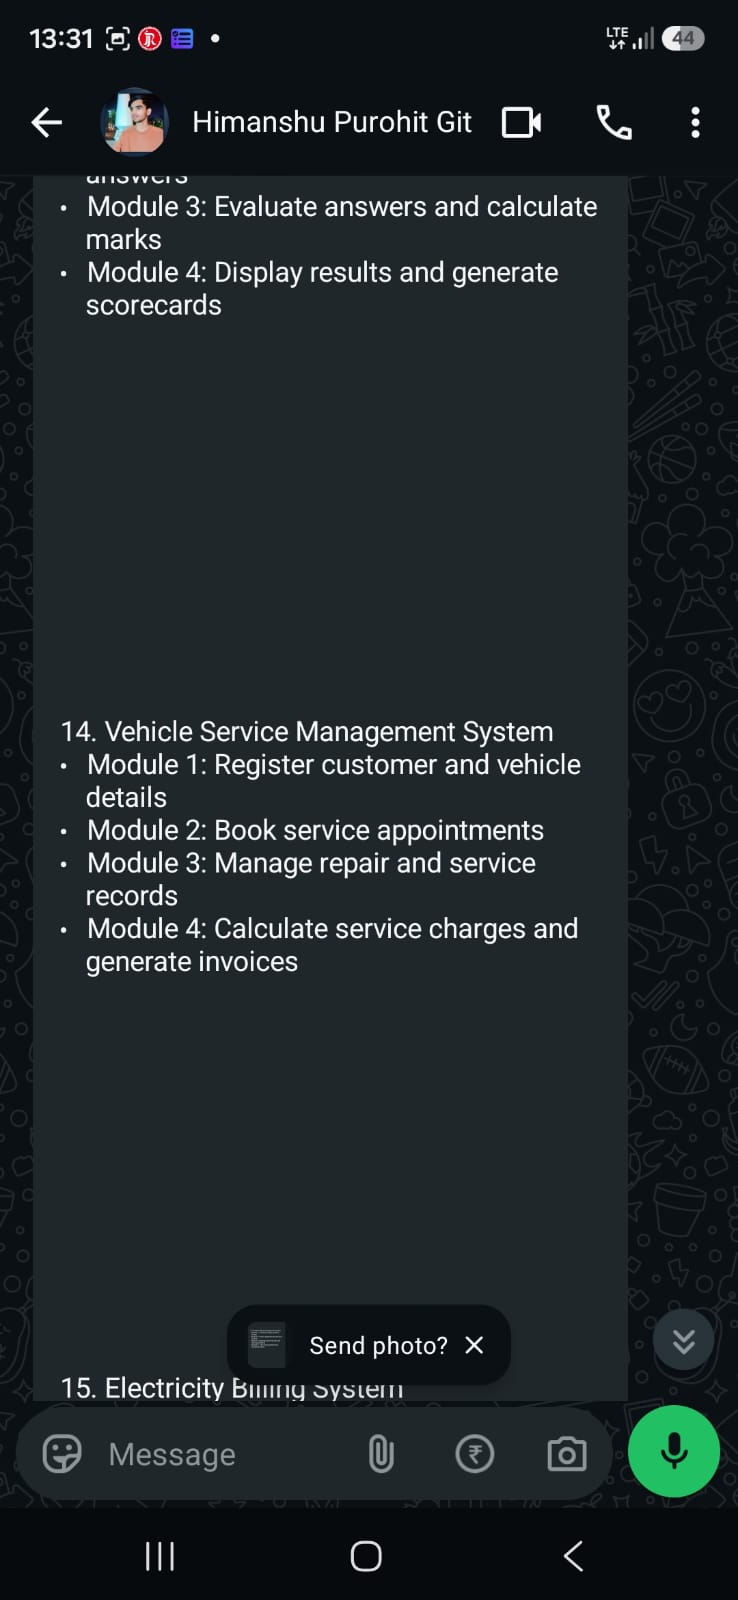 13:31
LTE
44
Himanshu Purohit Git
answers
• Module 3: Evaluate answers and calculate
marks
• Module 4: Display results and generate
scorecards
14. Vehicle Service Management System
• Module 1: Register customer and vehicle
details
• Module 2: Book service appointments
• Module 3: Manage repair and service
records
• Module 4: Calculate service charges and
generate invoices
Send photo?
15. Electricity Billing System
Message